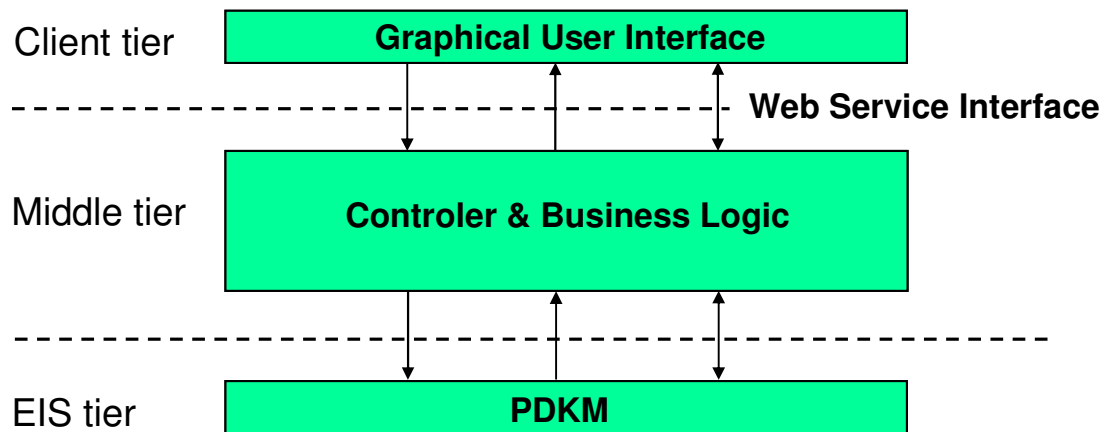 Client tier
Graphical User Interface
Web Service Interface
Middle tier
Controler & Business Logic
EIS tier
PDKM